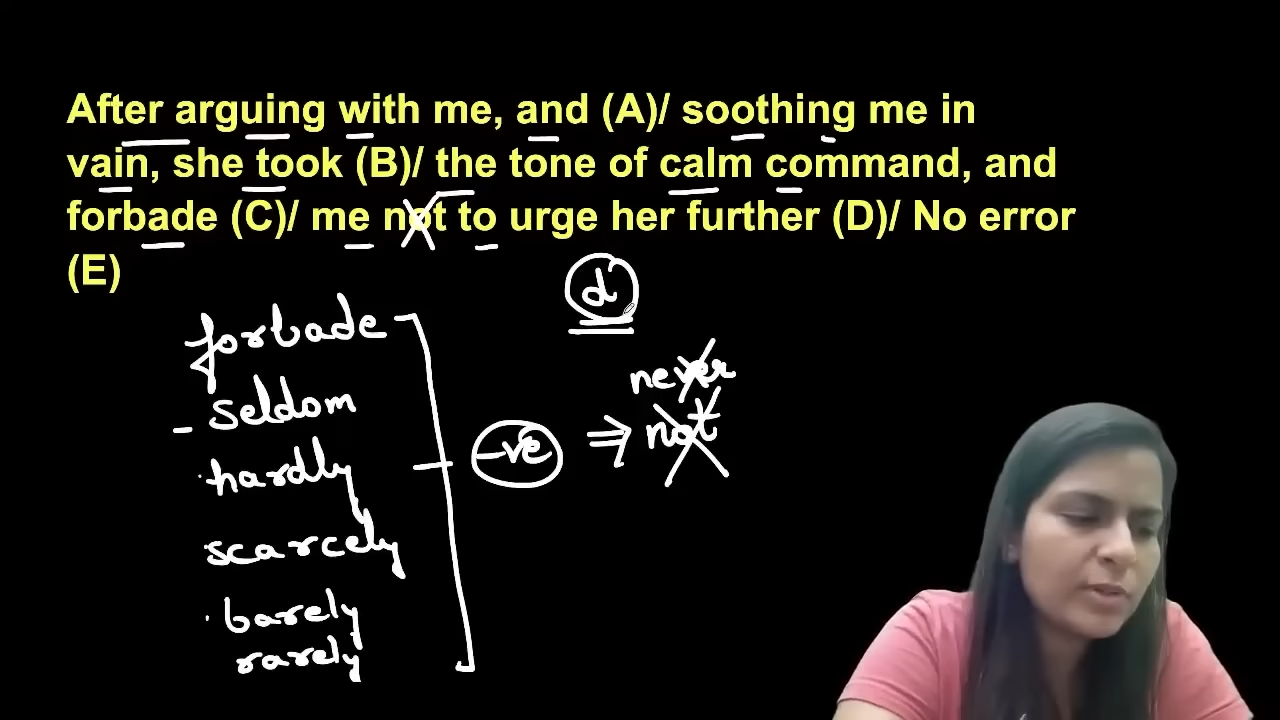 After arguing with me, and (A)/ soothing me in
vain, she took (B)/ the tone of calm command, and
forbade (C)/ me not to urge her further (D)/ No error
(E)
d
forbade
seldom
hardly
scarcely
barely
rarely
-ve
⇒
never
not